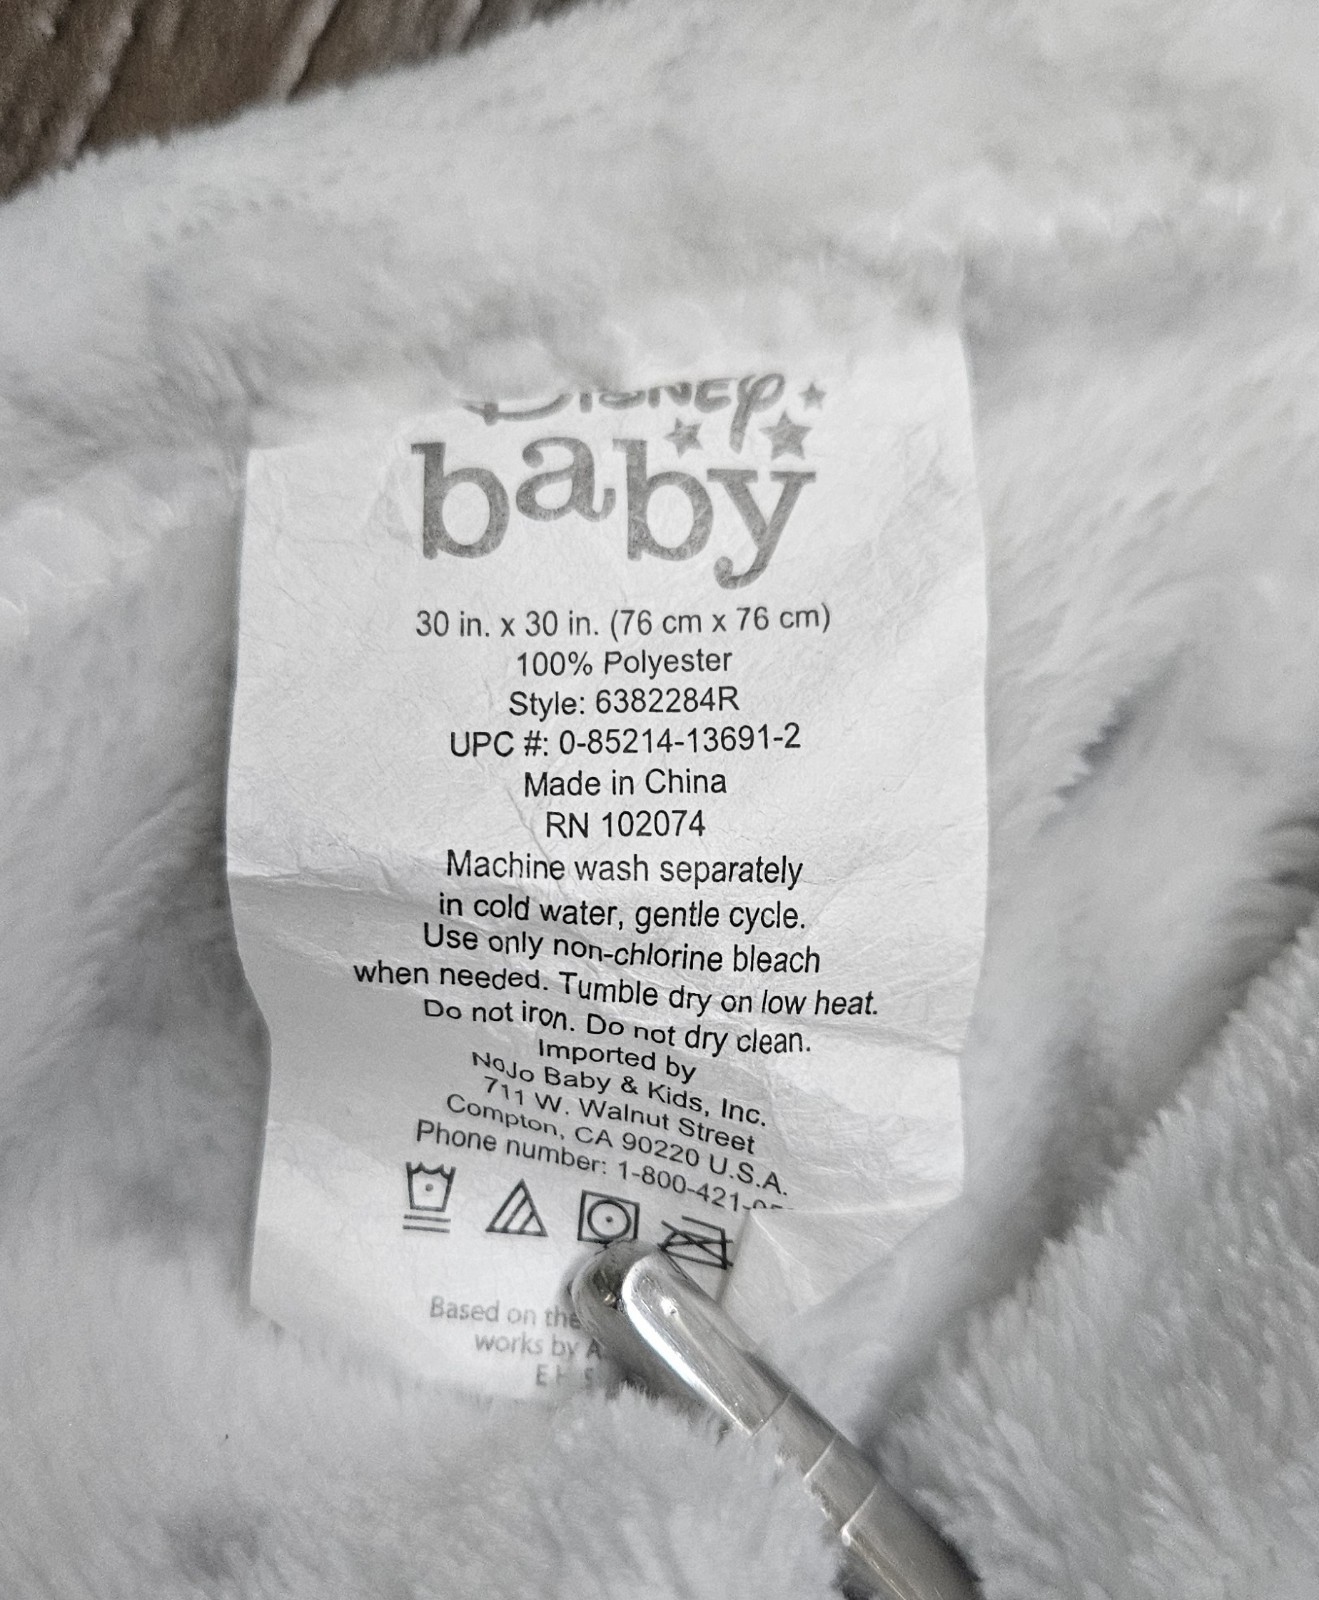 Disney
baby
30 in. x 30 in. (76 cm x 76 cm)
100% Polyester
Style: 6382284R
UPC #: 0-85214-13691-2
Made in China
RN 102074
Machine wash separately
in cold water, gentle cycle.
Use only non-chlorine bleach
when needed. Tumble dry on low heat.
Do not iron. Do not dry clean.
Imported by
NoJo Baby & Kids, Inc.
711 W. Walnut Street
Compton, CA 90220 U.S.A.
Phone number: 1-800-421-
Based on the
works by A